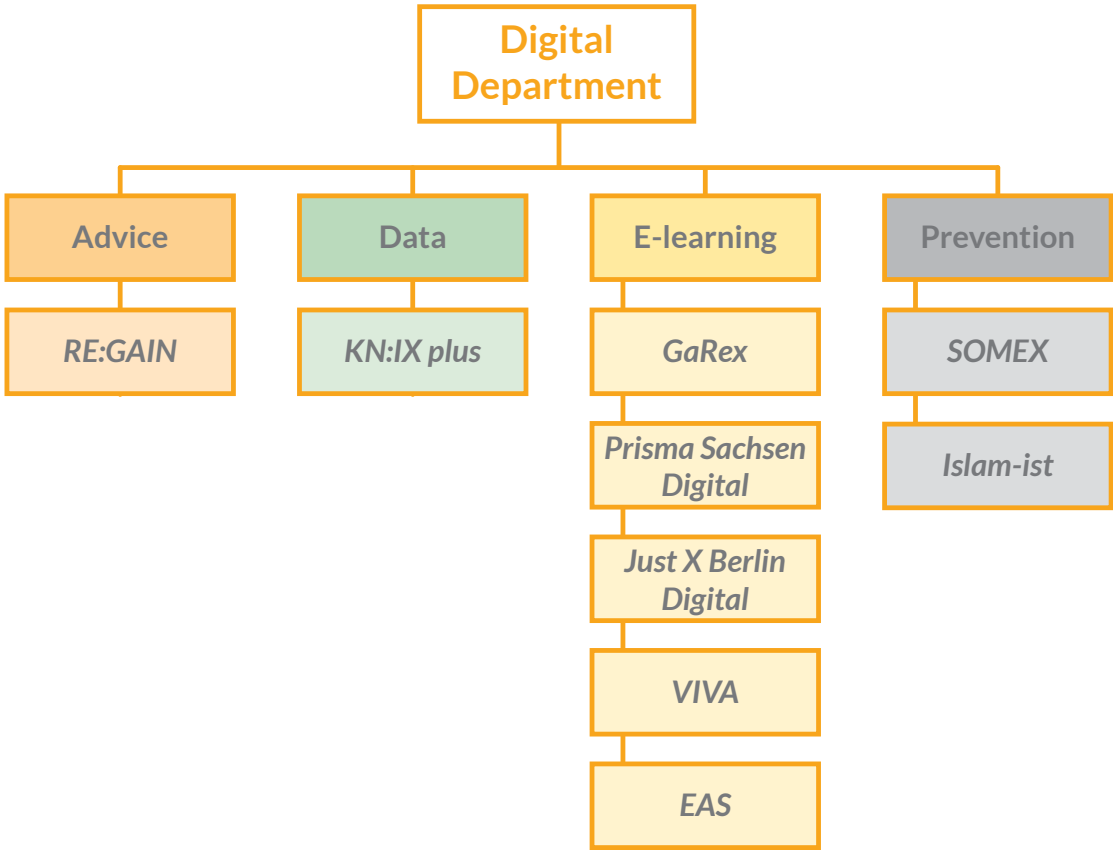 Digital
Department
Advice
Data
E-learning
Prevention
RE:GAIN
KN:IX plus
GaRex
SOMEX
Prisma Sachsen
Digital
Islam-ist
Just X Berlin
Digital
VIVA
EAS